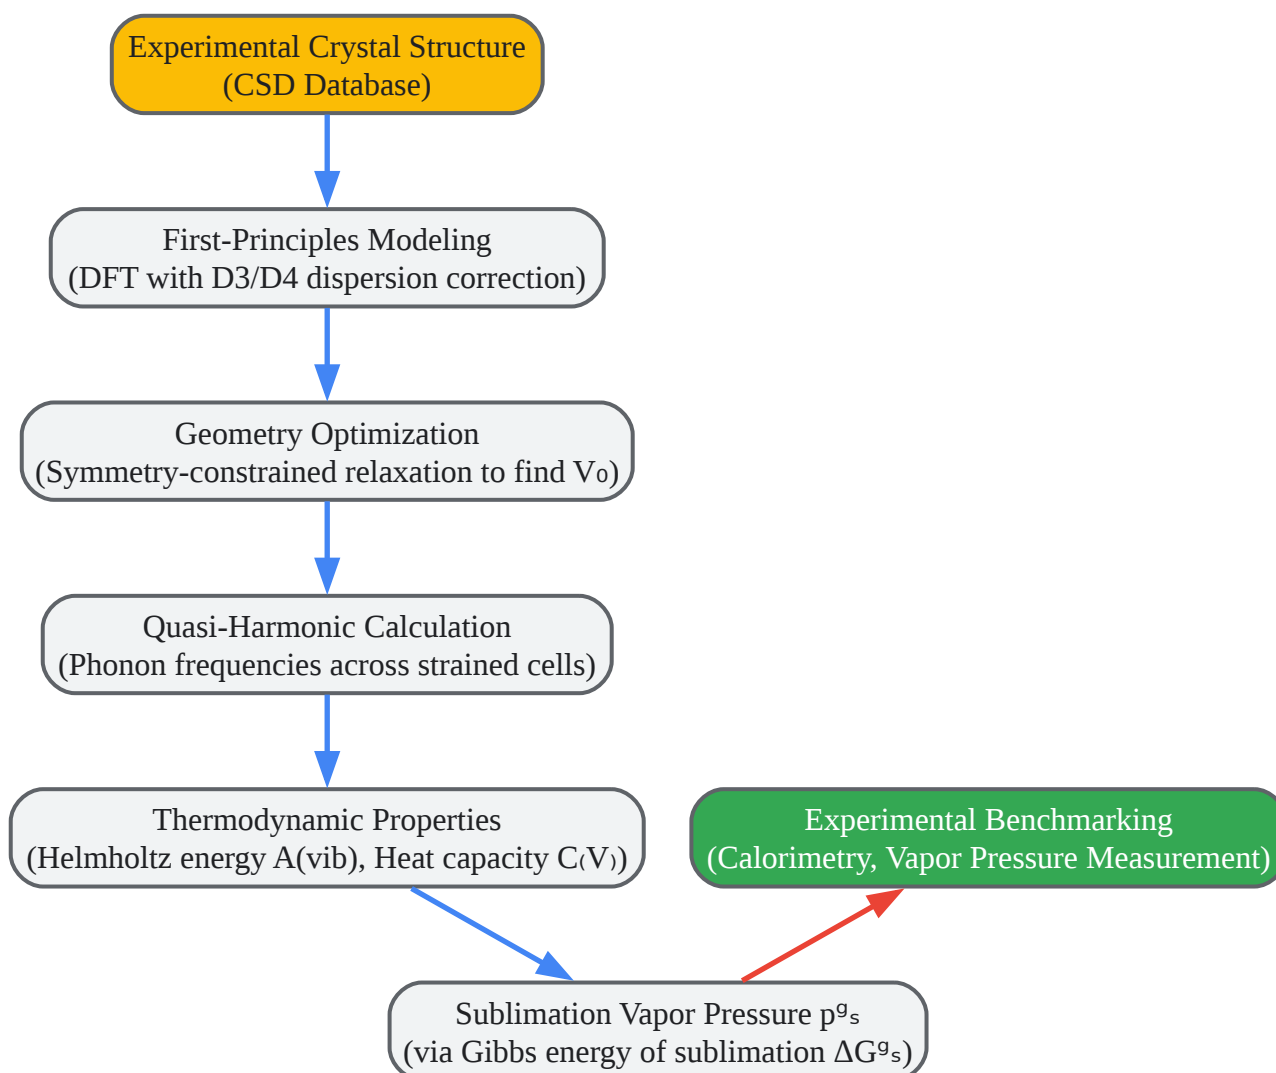 Experimental Crystal Structure
(CSD Database)
First-Principles Modeling
(DFT with D3/D4 dispersion correction)
Geometry Optimization
(Symmetry-constrained relaxation to find V₀)
Quasi-Harmonic Calculation
(Phonon frequencies across strained cells)
Thermodynamic Properties
(Helmholtz energy A(vib), Heat capacity C₍V₎)
Experimental Benchmarking
(Calorimetry, Vapor Pressure Measurement)
Sublimation Vapor Pressure pᵍₛ
(via Gibbs energy of sublimation ΔGᵍₛ)